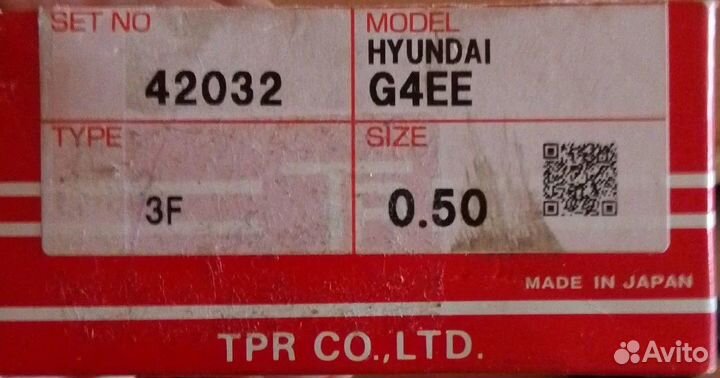 SET NO
42032
MODEL
HYUNDAI
G4EE
TYPE
3F
SIZE
0.50
MADE IN JAPAN
TPR CO.,LTD.
Avito